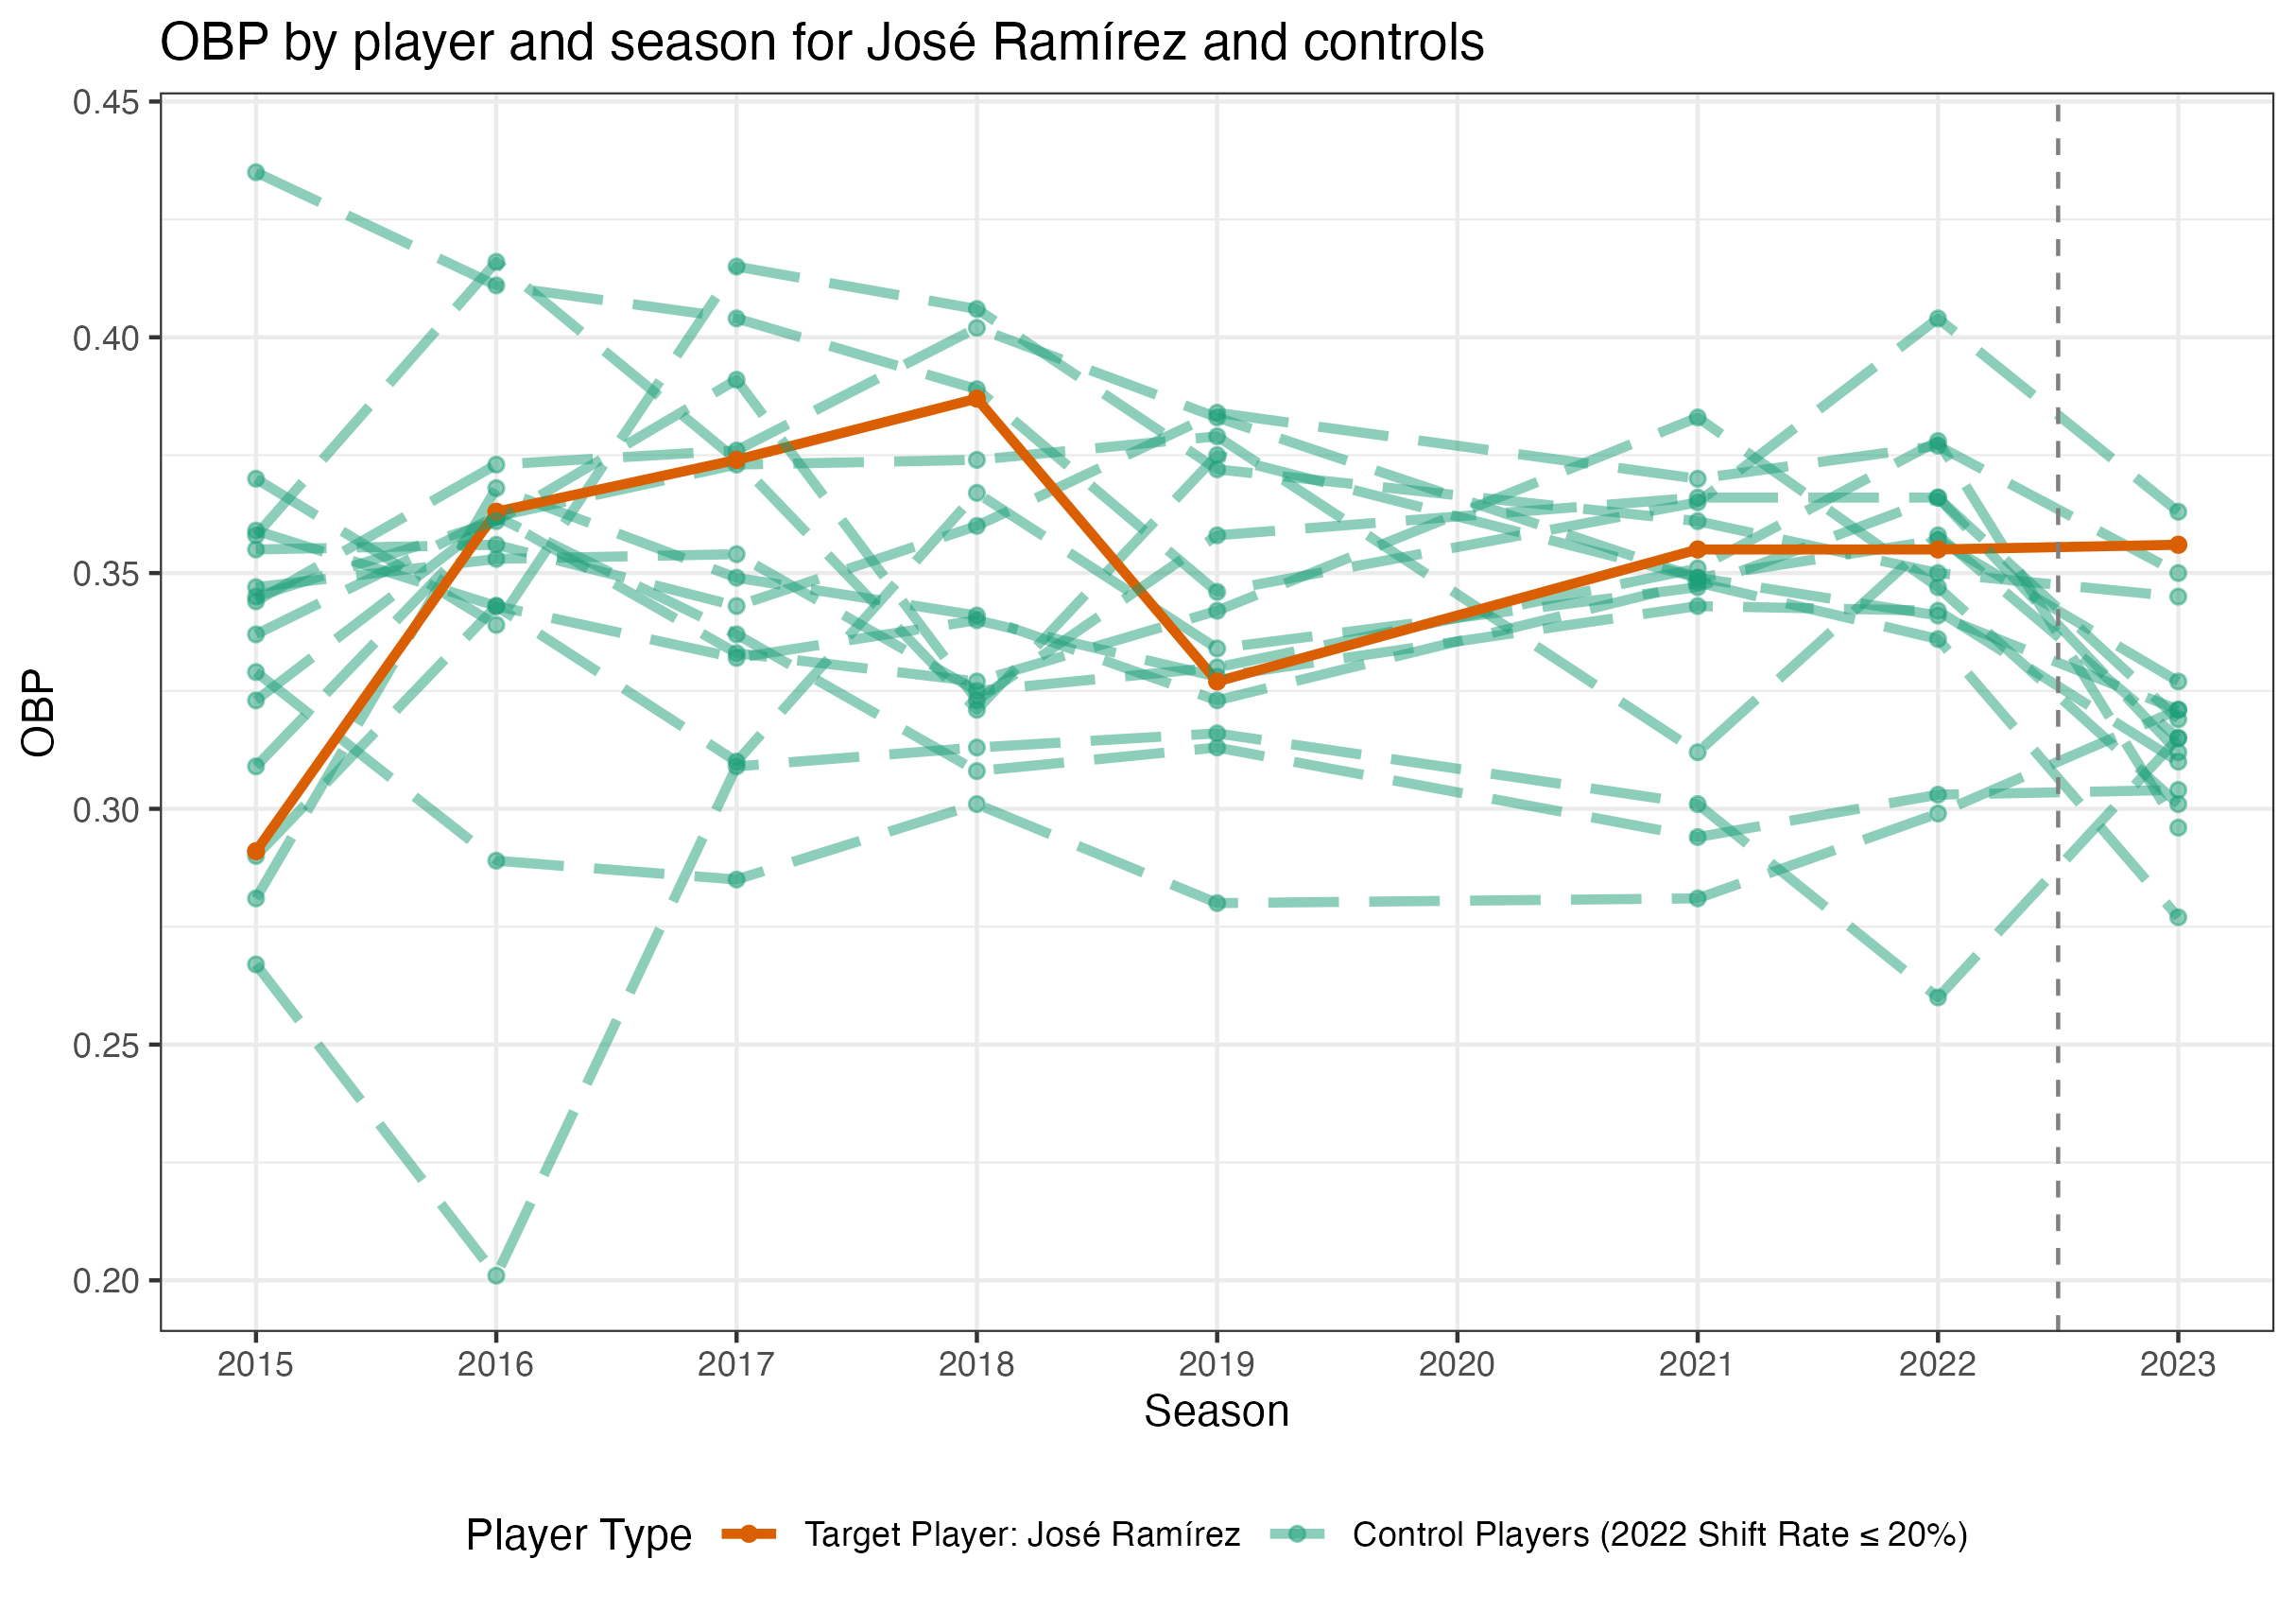 OBP by player and season for José Ramírez and controls
0.45
0.40
0.35
0.30
0.25
0.20
OBP
2015 2016 2017 2018 2019 2020 2021 2022 2023
Season
Player Type Target Player: José Ramírez Control Players (2022 Shift Rate ≤ 20%)